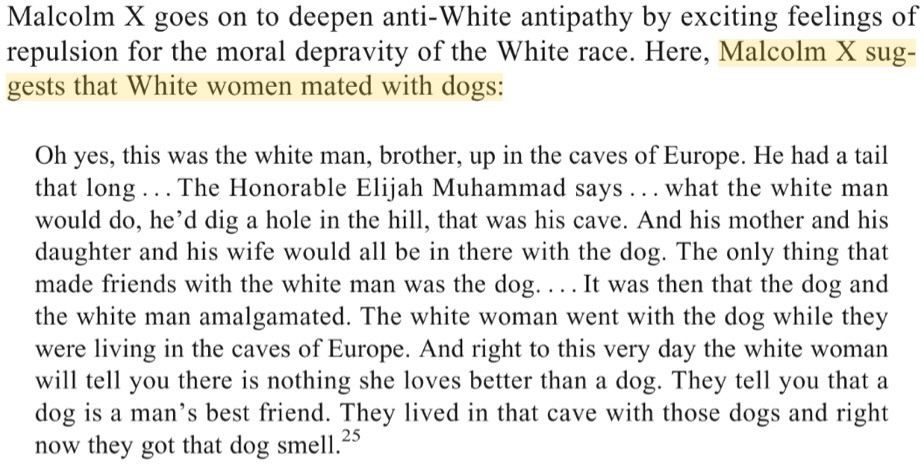 Malcolm X goes on to deepen anti-White antipathy by exciting feelings of
repulsion for the moral depravity of the White race. Here, Malcolm X sug-
gests that White women mated with dogs:
Oh yes, this was the white man, brother, up in the caves of Europe. He had a tail
that long . . . The Honorable Elijah Muhammad says . . . what the white man
would do, he’d dig a hole in the hill, that was his cave. And his mother and his
daughter and his wife would all be in there with the dog. The only thing that
made friends with the white man was the dog. . . . It was then that the dog and
the white man amalgamated. The white woman went with the dog while they
were living in the caves of Europe. And right to this very day the white woman
will tell you there is nothing she loves better than a dog. They tell you that a
dog is a man’s best friend. They lived in that cave with those dogs and right
now they got that dog smell.25